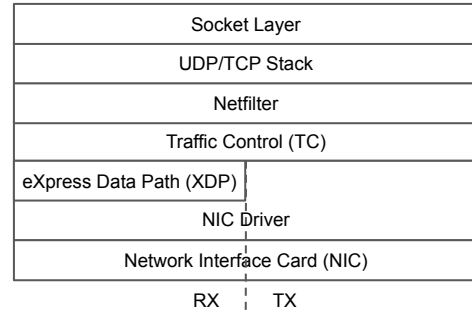 Socket Layer
UDP/TCP Stack
Netfilter
Traffic Control (TC)
eXpress Data Path (XDP)
NIC Driver
Network Interface Card (NIC)
RX TX